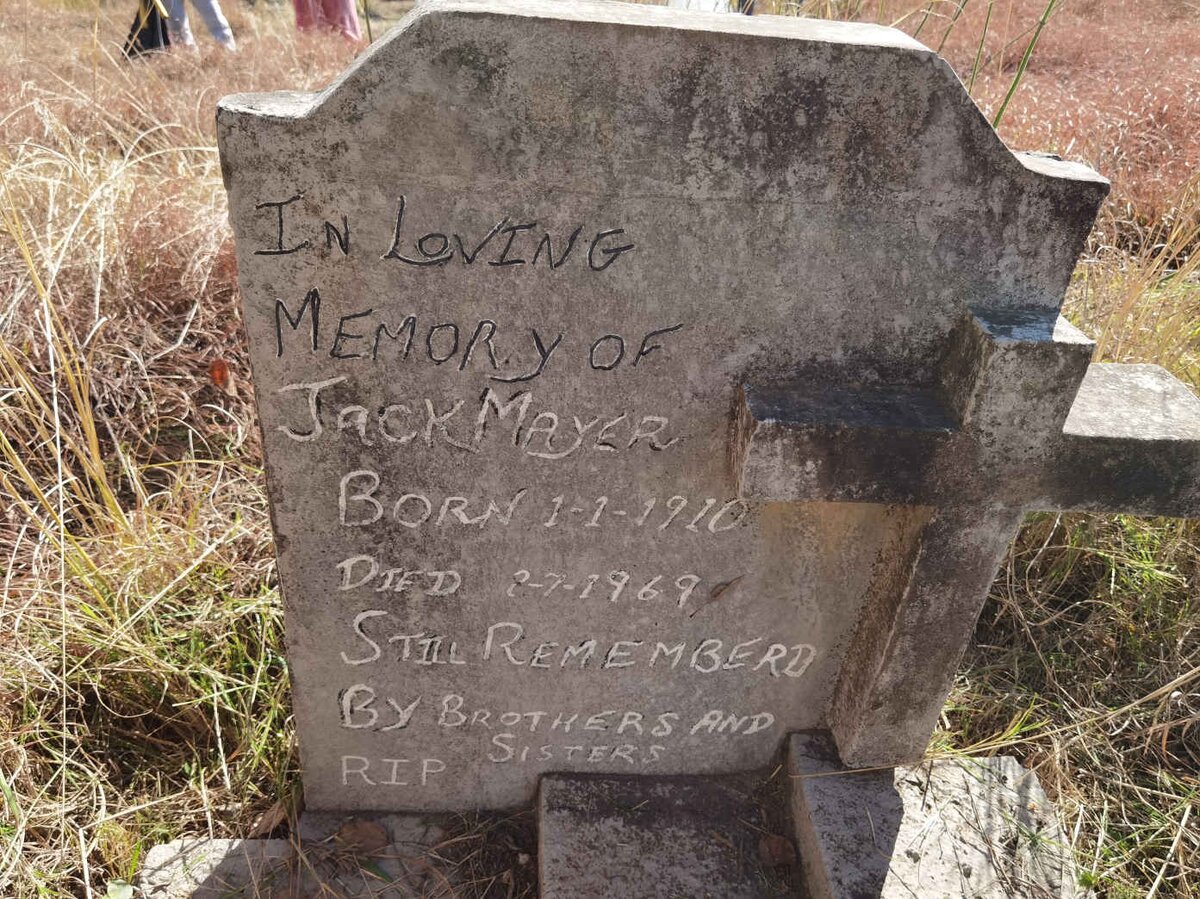 In Loving
Memory of
Jack Mayer
Born 1-1-1910
Died 2-7-1969
Still Rememberd
By Brothers and
Sisters
RIP